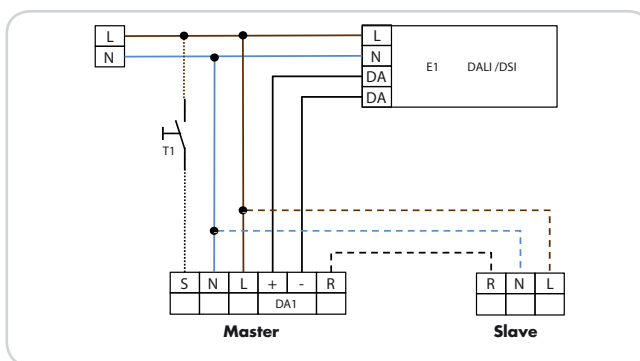 L
N
L
N
DA
DA
E1 DALI /DSI
T1
S N L + - R
DA1
Master
R N L
Slave